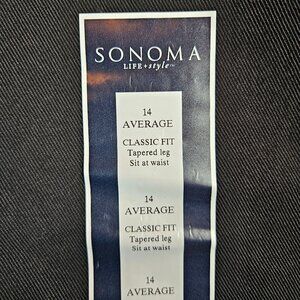 SONOMA
LIFE+style™
14
AVERAGE
CLASSIC FIT
Tapered leg
Sit at waist
14
AVERAGE
CLASSIC FIT
Tapered leg
Sit at waist
14
AVERAGE